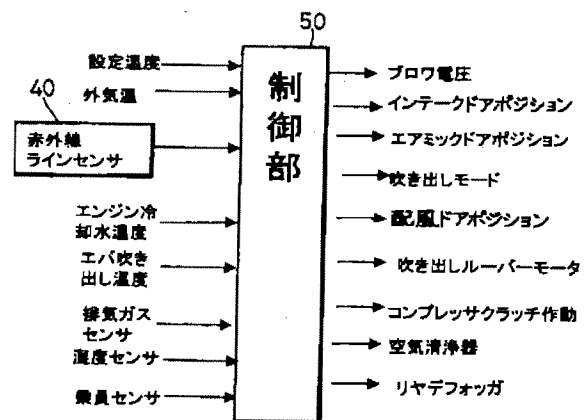 50
制御部
設定温度
外気温
40
赤外線
ラインセンサ
エンジン冷
却水温度
エバ吹き
出し温度
排気ガス
センサ
湿度センサ
乗員センサ
ブロワ電圧
インテークドアポジション
エアミックドアポジション
吹き出しモード
配風ドアポジション
吹き出しルーバーモータ
コンプレッサクラッチ作動
空気清浄器
リヤデフォッガ